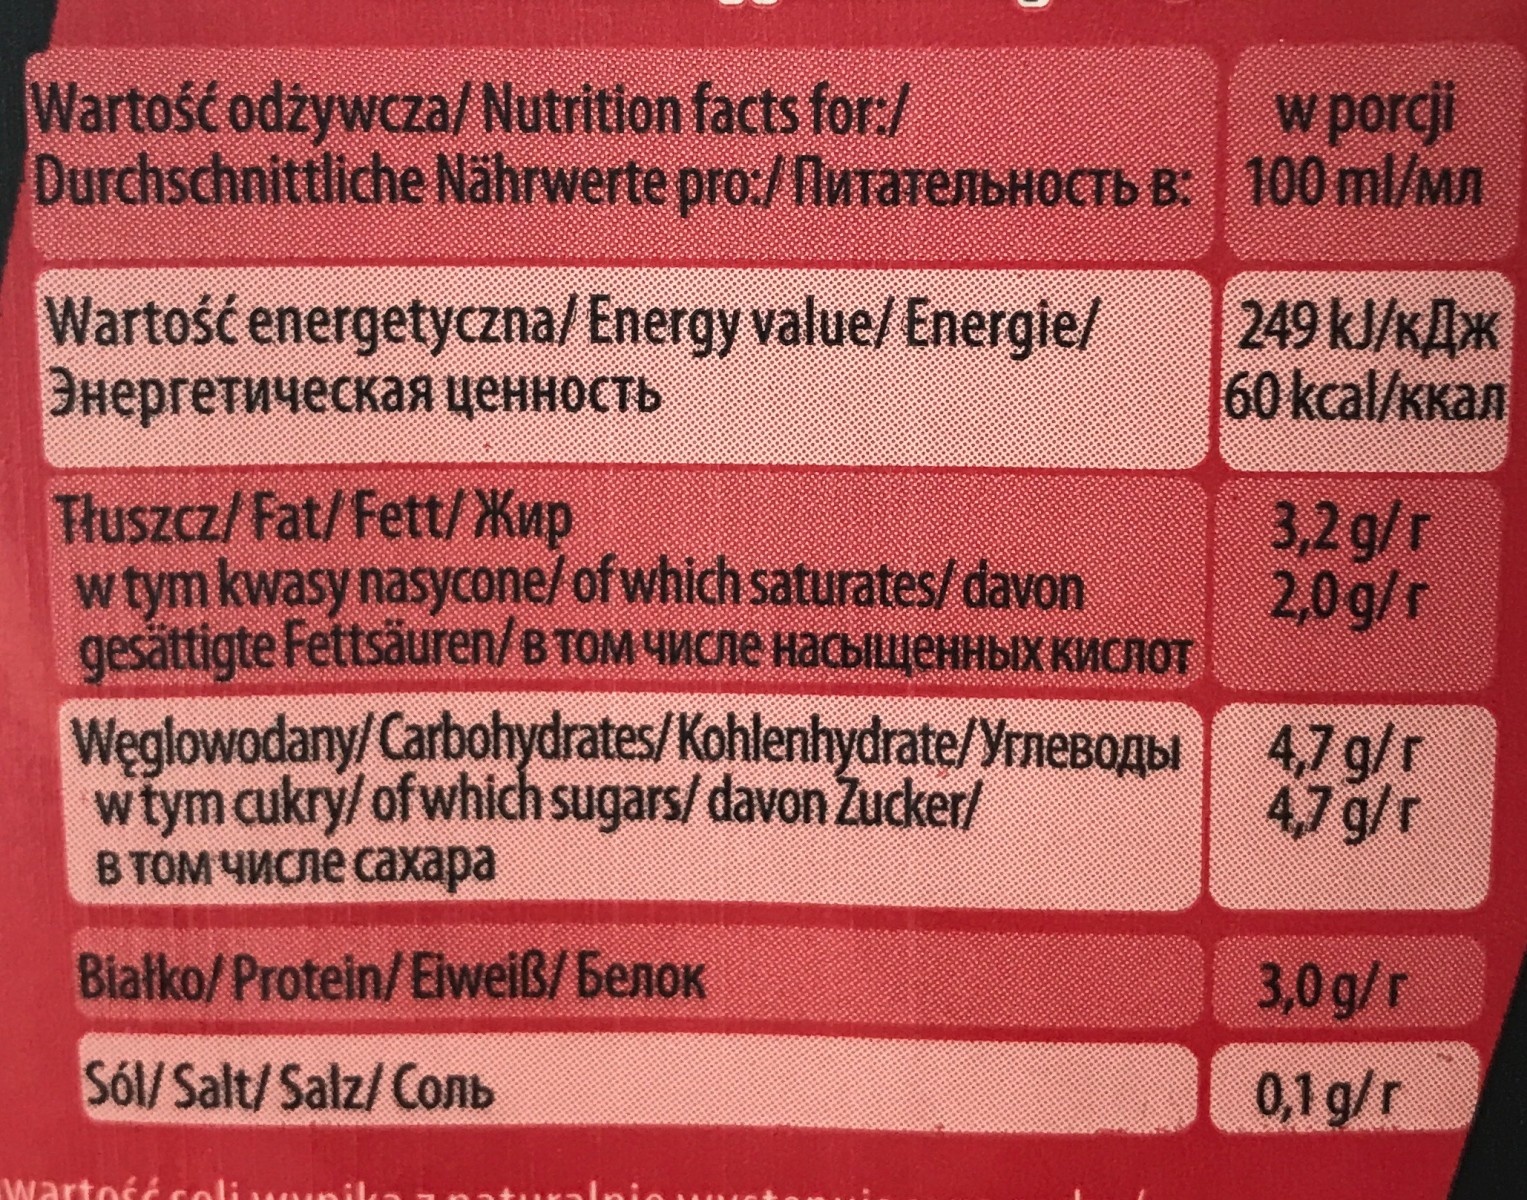 Wartość odżywcza/ Nutrition facts for:/
Durchschnittliche Nährwerte pro:/ Питательность в:
w porcji
100 ml/мл
Wartość energetyczna/ Energy value/ Energie/
Энергетическая ценность
249 kJ/кДж
60 kcal/ккал
Tłuszcz/ Fat/ Fett/ Жир
w tym kwasy nasycone/ of which saturates/ davon
gesättigte Fettsäuren/ в том числе насыщенных кислот
3,2 g/г
2,0 g/г
Węglowodany/ Carbohydrates/ Kohlenhydrate/ Углеводы
w tym cukry/ of which sugars/ davon Zucker/
в том числе сахара
4,7 g/г
4,7 g/г
Białko/ Protein/ Eiweiß/ Белок
3,0 g/г
Sól/ Salt/ Salz/ Соль
0,1 g/г
wartość soli wynika z naturalnie